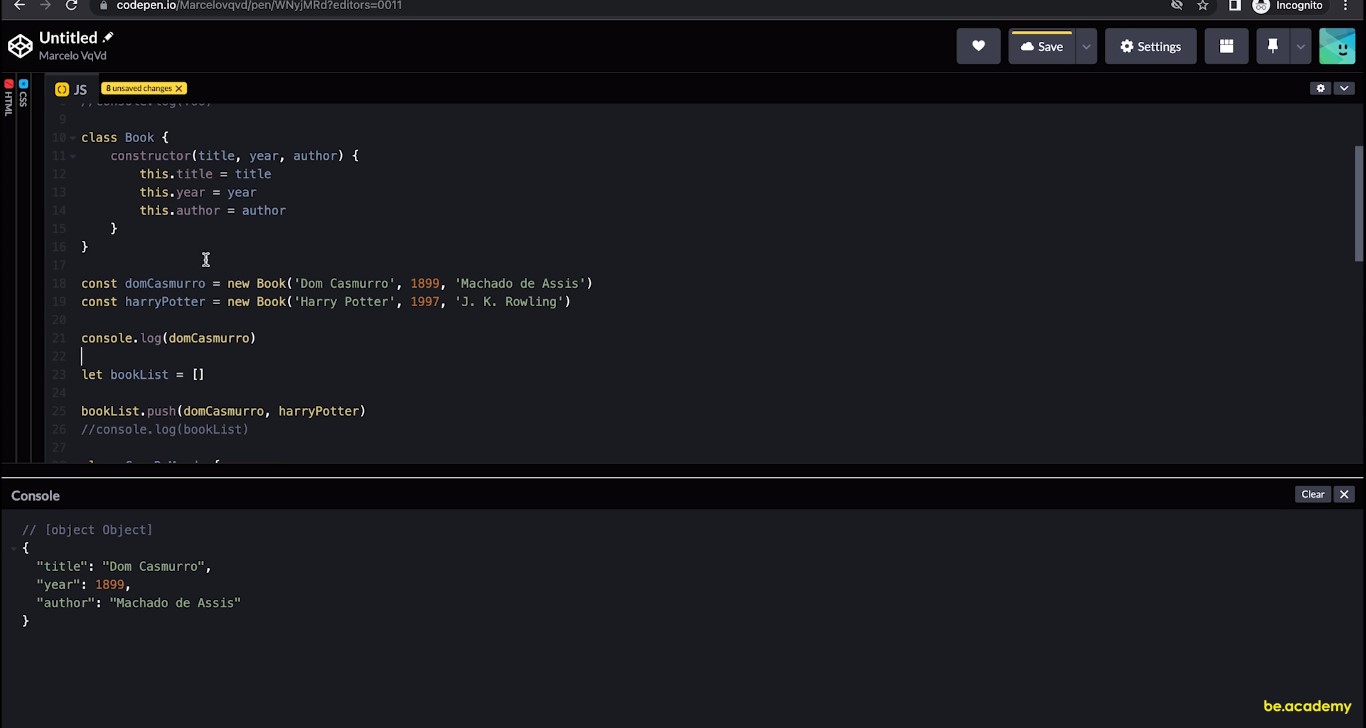 codepen.io/Marcelovqvd/pen/WNyjMRd?editors=0011
Incognito
Untitled
Marcelo VqVd
Save
Settings
HTML
CSS
JS
8 unsaved changes ×
9
10 class Book {
11 constructor(title, year, author) {
12 this.title = title
13 this.year = year
14 this.author = author
15 }
16 }
17
18 const domCasmurro = new Book('Dom Casmurro', 1899, 'Machado de Assis')
19 const harryPotter = new Book('Harry Potter', 1997, 'J. K. Rowling')
20
21 console.log(domCasmurro)
22
23 let bookList = []
24
25 bookList.push(domCasmurro, harryPotter)
26 //console.log(bookList)
27
Console
Clear ×
// [object Object]
{
"title": "Dom Casmurro",
"year": 1899,
"author": "Machado de Assis"
}
be.academy